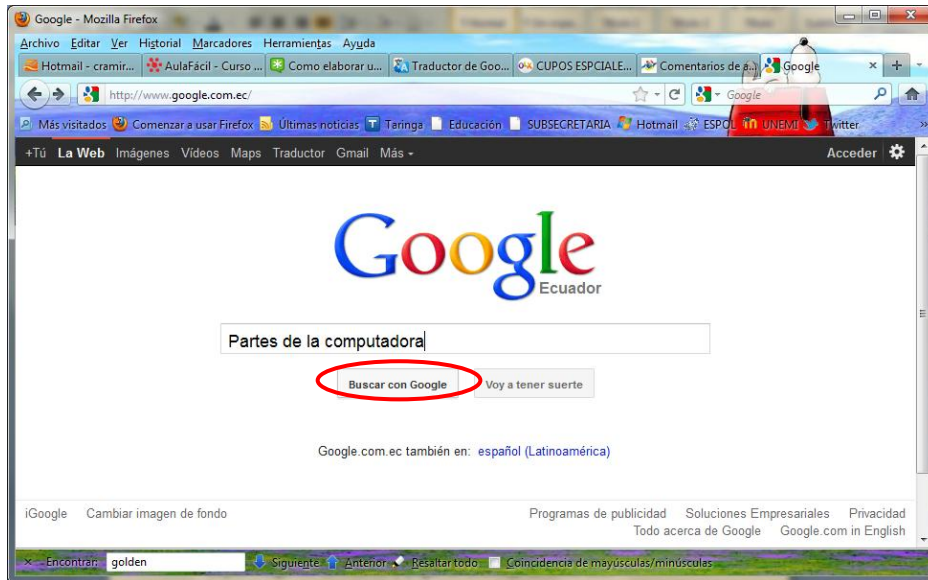 Google - Mozilla Firefox
Archivo Editar Ver Historial Marcadores Herramientas Ayuda
Hotmail - cramir... AulaFácil - Curso ... Como elaborar u... Traductor de Goo... CUPOS ESPCIALE... Comentarios de a... Google
http://www.google.com.ec/ Google
Más visitados Comenzar a usar Firefox Últimas noticias Taringa Educación SUBSECRETARIA Hotmail ESPOL UNEMI Twitter
+Tú La Web Imágenes Vídeos Maps Traductor Gmail Más Acceder
Google
Ecuador
Partes de la computadora
Buscar con Google Voy a tener suerte
Google.com.ec también en: español (Latinoamérica)
iGoogle Cambiar imagen de fondo Programas de publicidad Soluciones Empresariales Privacidad
Todo acerca de Google Google.com in English
Encontrar: golden Siguiente Anterior Resaltar todo Coincidencia de mayúsculas/minúsculas